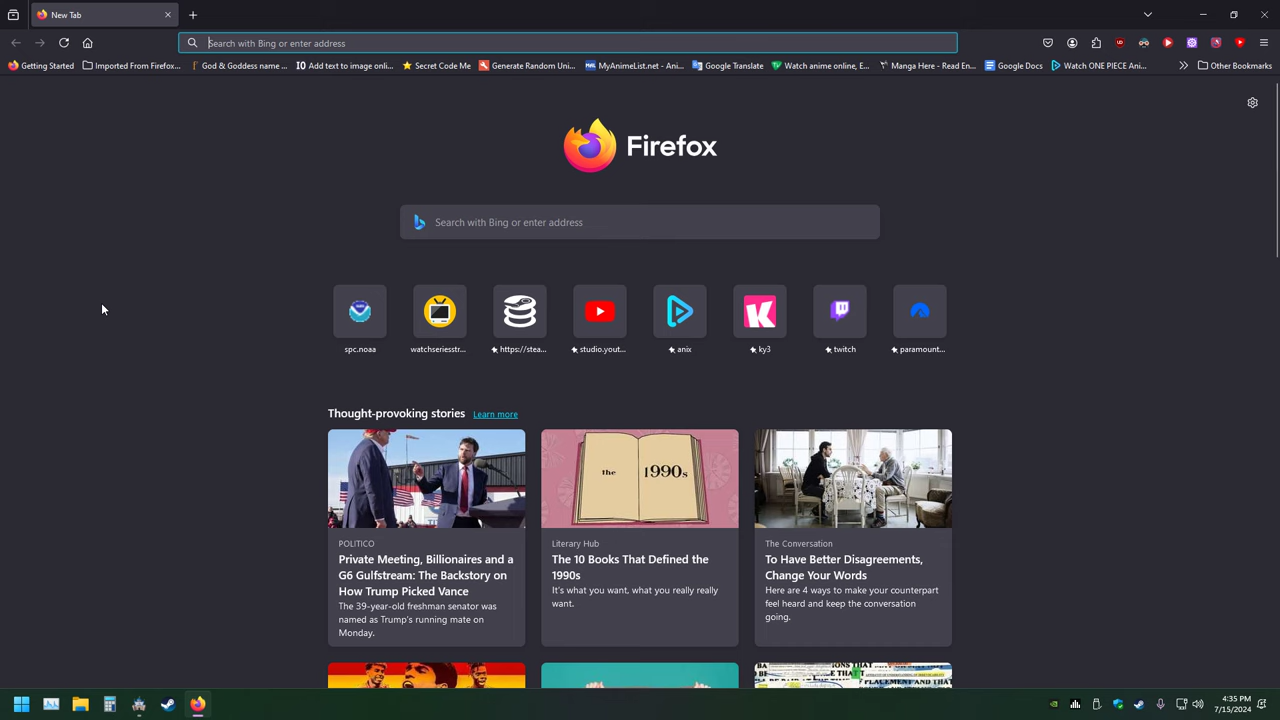 New Tab
Search with Bing or enter address
Getting Started
Imported From Firefox...
God & Goddess name ...
Add text to image onli...
Secret Code Me
Generate Random Uni...
MyAnimeList.net - Ani...
Google Translate
Watch anime online, E...
Manga Here - Read En...
Google Docs
Watch ONE PIECE Ani...
Other Bookmarks
Firefox
Search with Bing or enter address
spc.noaa
watchseriesstr...
https://stea...
studio.yout...
anix
ky3
twitch
paramount...
Thought-provoking stories Learn more
the 1990s
POLITICO
Private Meeting, Billionaires and a
G6 Gulfstream: The Backstory on
How Trump Picked Vance
The 39-year-old freshman senator was
named as Trump's running mate on
Monday.
Literary Hub
The 10 Books That Defined the
1990s
It's what you want, what you really really
want.
The Conversation
To Have Better Disagreements,
Change Your Words
Here are 4 ways to make your counterpart
feel heard and keep the conversation
going.
4:35 PM
7/15/2024